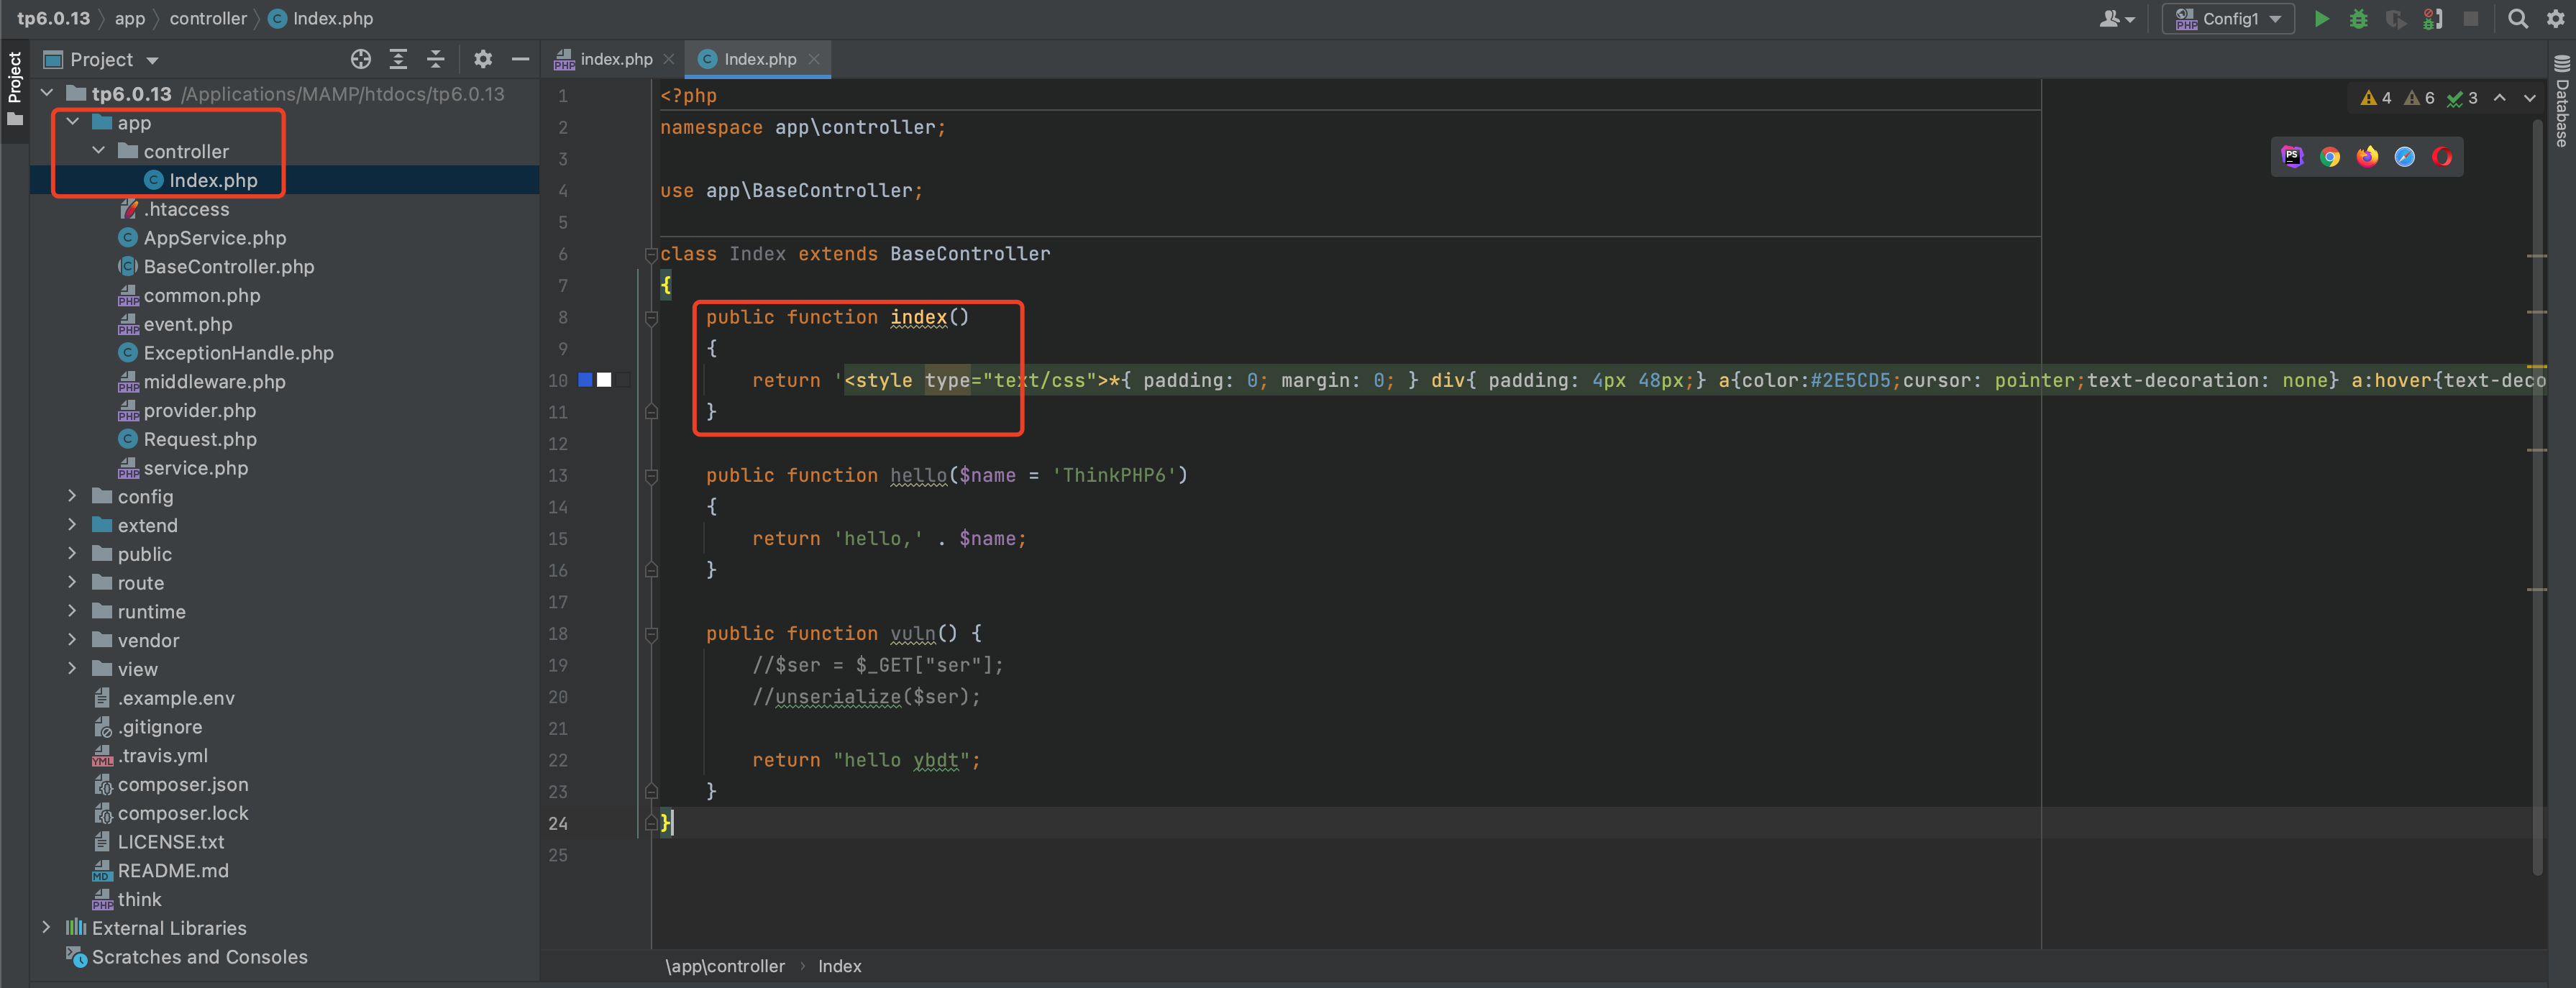 tp6.0.13 〉 app 〉 controller 〉 Index.php
Config1
Project
index.php
Index.php
Project
Database
tp6.0.13 /Applications/MAMP/htdocs/tp6.0.13
app
controller
Index.php
.htaccess
AppService.php
BaseController.php
common.php
event.php
ExceptionHandle.php
middleware.php
provider.php
Request.php
service.php
config
extend
public
route
runtime
vendor
view
.example.env
.gitignore
.travis.yml
composer.json
composer.lock
LICENSE.txt
README.md
think
External Libraries
Scratches and Consoles
4 6 3
1 <?php
2 namespace app\controller;
3
4 use app\BaseController;
5
6 class Index extends BaseController
7 {
8 public function index()
9 {
10 return '<style type="text/css">*{ padding: 0; margin: 0; } div{ padding: 4px 48px;} a{color:#2E5CD5;cursor: pointer;text-decoration: none} a:hover{text-deco
11 }
12
13 public function hello($name = 'ThinkPHP6')
14 {
15 return 'hello,' . $name;
16 }
17
18 public function vuln() {
19 //$ser = $_GET["ser"];
20 //unserialize($ser);
21
22 return "hello ybdt";
23 }
24 }
25
\app\controller › Index